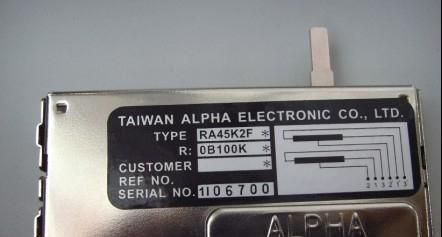 TAIWAN ALPHA ELECTRONIC CO., LTD.
TYPE RA45K2F *
R: 0B100K *
CUSTOMER *
REF NO.
SERIAL NO. 1I06700
2 1 3 2 1 3
ALPHA